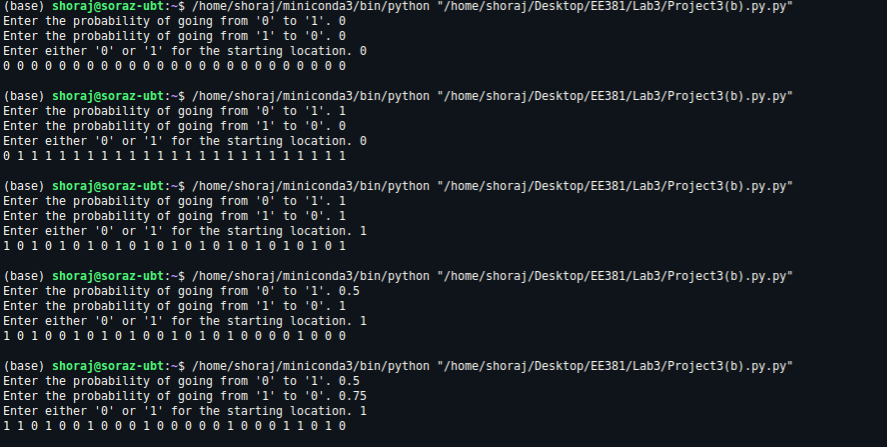 (base) shoraj@soraz-ubt:~$ /home/shoraj/miniconda3/bin/python "/home/shoraj/Desktop/EE381/Lab3/Project3(b).py.py"
Enter the probability of going from '0' to '1'. 0
Enter the probability of going from '1' to '0'. 0
Enter either '0' or '1' for the starting location. 0
0 0 0 0 0 0 0 0 0 0 0 0 0 0 0 0 0 0 0 0 0 0 0 0 0
(base) shoraj@soraz-ubt:~$ /home/shoraj/miniconda3/bin/python "/home/shoraj/Desktop/EE381/Lab3/Project3(b).py.py"
Enter the probability of going from '0' to '1'. 1
Enter the probability of going from '1' to '0'. 0
Enter either '0' or '1' for the starting location. 0
0 1 1 1 1 1 1 1 1 1 1 1 1 1 1 1 1 1 1 1 1 1 1 1 1
(base) shoraj@soraz-ubt:~$ /home/shoraj/miniconda3/bin/python "/home/shoraj/Desktop/EE381/Lab3/Project3(b).py.py"
Enter the probability of going from '0' to '1'. 1
Enter the probability of going from '1' to '0'. 1
Enter either '0' or '1' for the starting location. 1
1 0 1 0 1 0 1 0 1 0 1 0 1 0 1 0 1 0 1 0 1 0 1 0 1
(base) shoraj@soraz-ubt:~$ /home/shoraj/miniconda3/bin/python "/home/shoraj/Desktop/EE381/Lab3/Project3(b).py.py"
Enter the probability of going from '0' to '1'. 0.5
Enter the probability of going from '1' to '0'. 1
Enter either '0' or '1' for the starting location. 1
1 0 1 0 0 1 0 1 0 1 0 0 1 0 1 0 1 0 0 0 0 1 0 0 0
(base) shoraj@soraz-ubt:~$ /home/shoraj/miniconda3/bin/python "/home/shoraj/Desktop/EE381/Lab3/Project3(b).py.py"
Enter the probability of going from '0' to '1'. 0.5
Enter the probability of going from '1' to '0'. 0.75
Enter either '0' or '1' for the starting location. 1
1 1 0 1 0 0 1 0 0 0 1 0 0 0 0 0 1 0 0 0 1 1 0 1 0